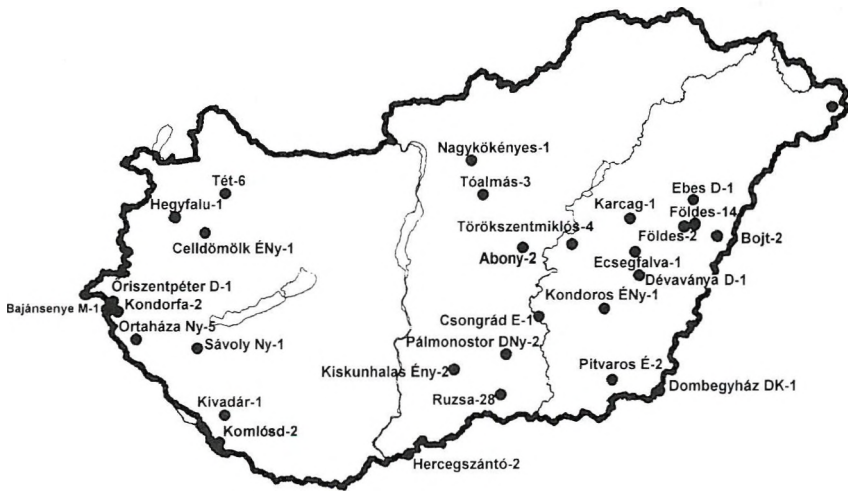 Nagykökényes-1
Tét-6
Tóalmás-3
Ebes D-1
Hegyfalu-1
Karcag-1
Földes-14
Törökszentmiklós-4
Földes-2
Bojt-2
Celldömölk ÉNy-1
Abony-2
Ecsegfalva-1
Dévaványa D-1
Őriszentpéter D-1
Kondorfa-2
Bajánsenye M-1
Kondoros ÉNy-1
Ortaháza Ny-5
Csongrád E-1
Sávoly Ny-1
Pálmonostor DNy-2
Kiskunhalas Ény-2
Pitvaros É-2
Dombegyház DK-1
Ruzsa-28
Kivadár-1
Komlósd-2
Hercegszántó-2